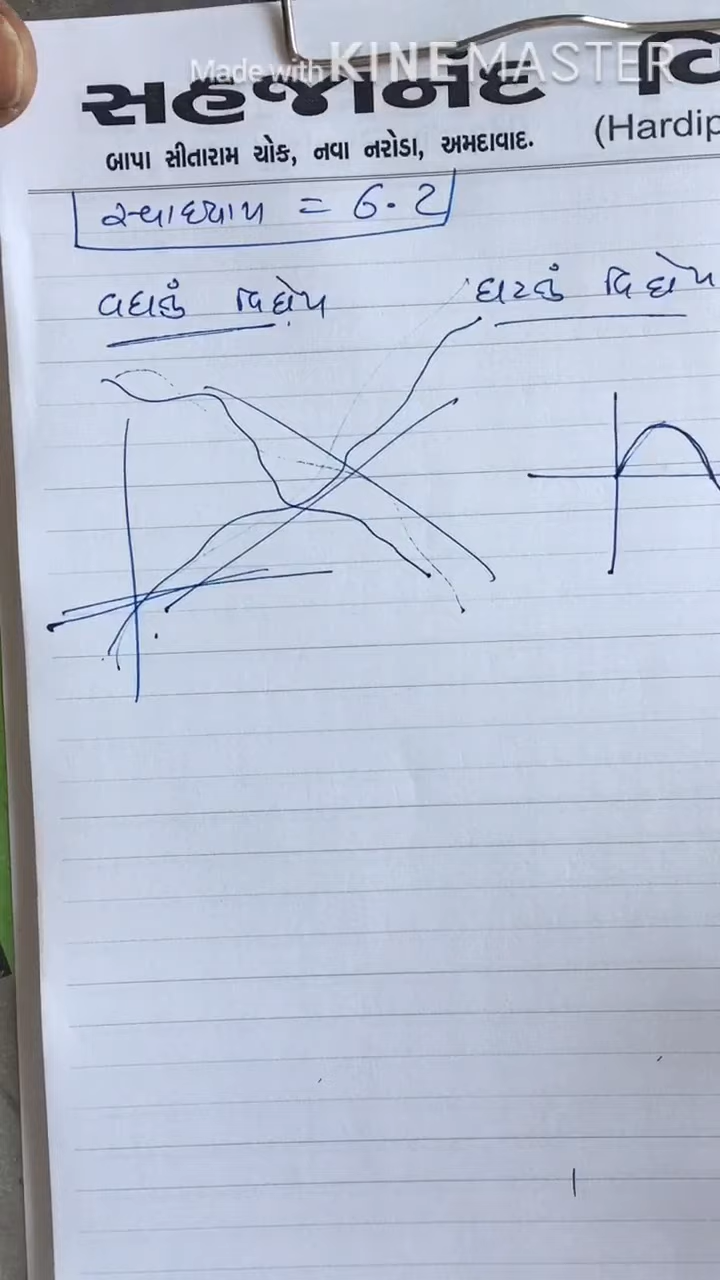 Made with KINEMASTER
સહજાનંદ વિ
(Hardip
બાપા સીતારામ ચોક, નવા નરોડા, અમદાવાદ.
સ્વાધ્યાય = 6.2
વધતું વિધેય
ઘટતું વિધેય